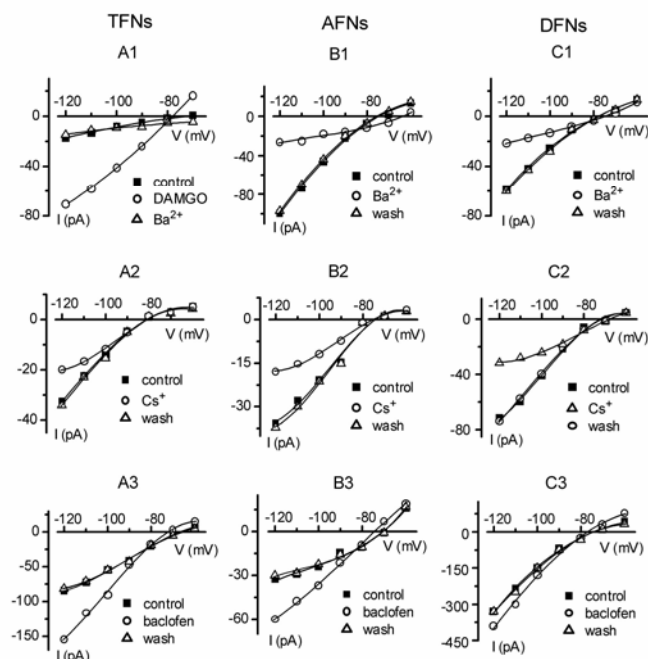 TFNs
AFNs
DFNs
A1
-120 -100 -80
0
V (mV)
-40
control
DAMGO
Ba²⁺
-80
I (pA)
B1
-120 -100 -80
0
V (mV)
-40
control
Ba²⁺
wash
-80
I (pA)
C1
-120 -100 -80
0
V (mV)
-40
control
Ba²⁺
wash
-80
I (pA)
A2
-120 -100 -80
0
V (mV)
-20
control
Cs⁺
wash
-40
I (pA)
B2
-120 -100 -80
0
V (mV)
-15
control
Cs⁺
wash
-30
I (pA)
C2
-120 -100 -80
0
V (mV)
-40
control
Cs⁺
wash
-80
I (pA)
A3
-120 -100 -80
0
V (mV)
-50
-100
control
baclofen
wash
-150
I (pA)
B3
-120 -100 -80
0
V (mV)
-30
control
baclofen
wash
-60
I (pA)
C3
-120 -100 -80
0
V (mV)
-150
-300
control
baclofen
wash
-450
I (pA)